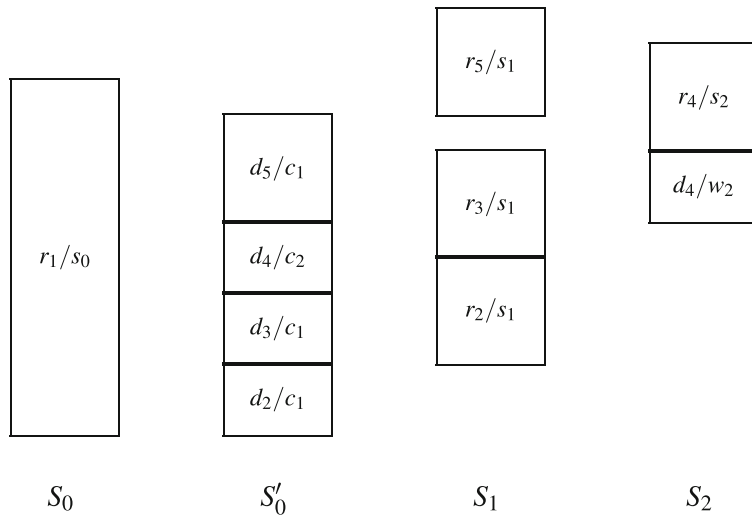 r₅/s₁
r₄/s₂
d₅/c₁
d₄/w₂
r₃/s₁
r₁/s₀
d₄/c₂
r₂/s₁
d₃/c₁
d₂/c₁
S₀ S₀′ S₁ S₂